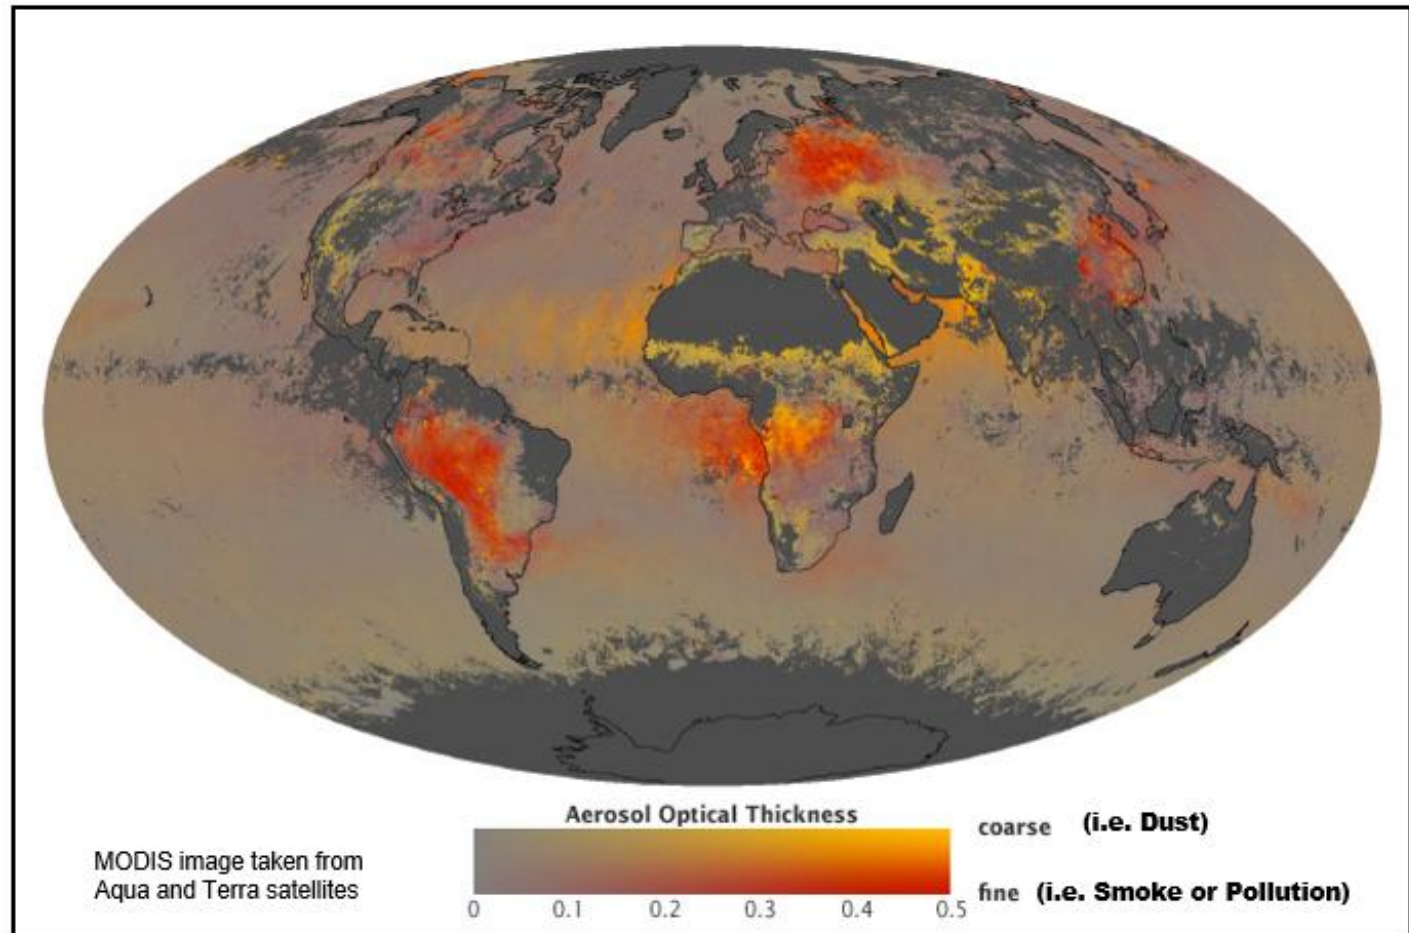 Aerosol Optical Thickness
coarse (i.e. Dust)
MODIS image taken from
Aqua and Terra satellites
fine (i.e. Smoke or Pollution)
0 0.1 0.2 0.3 0.4 0.5